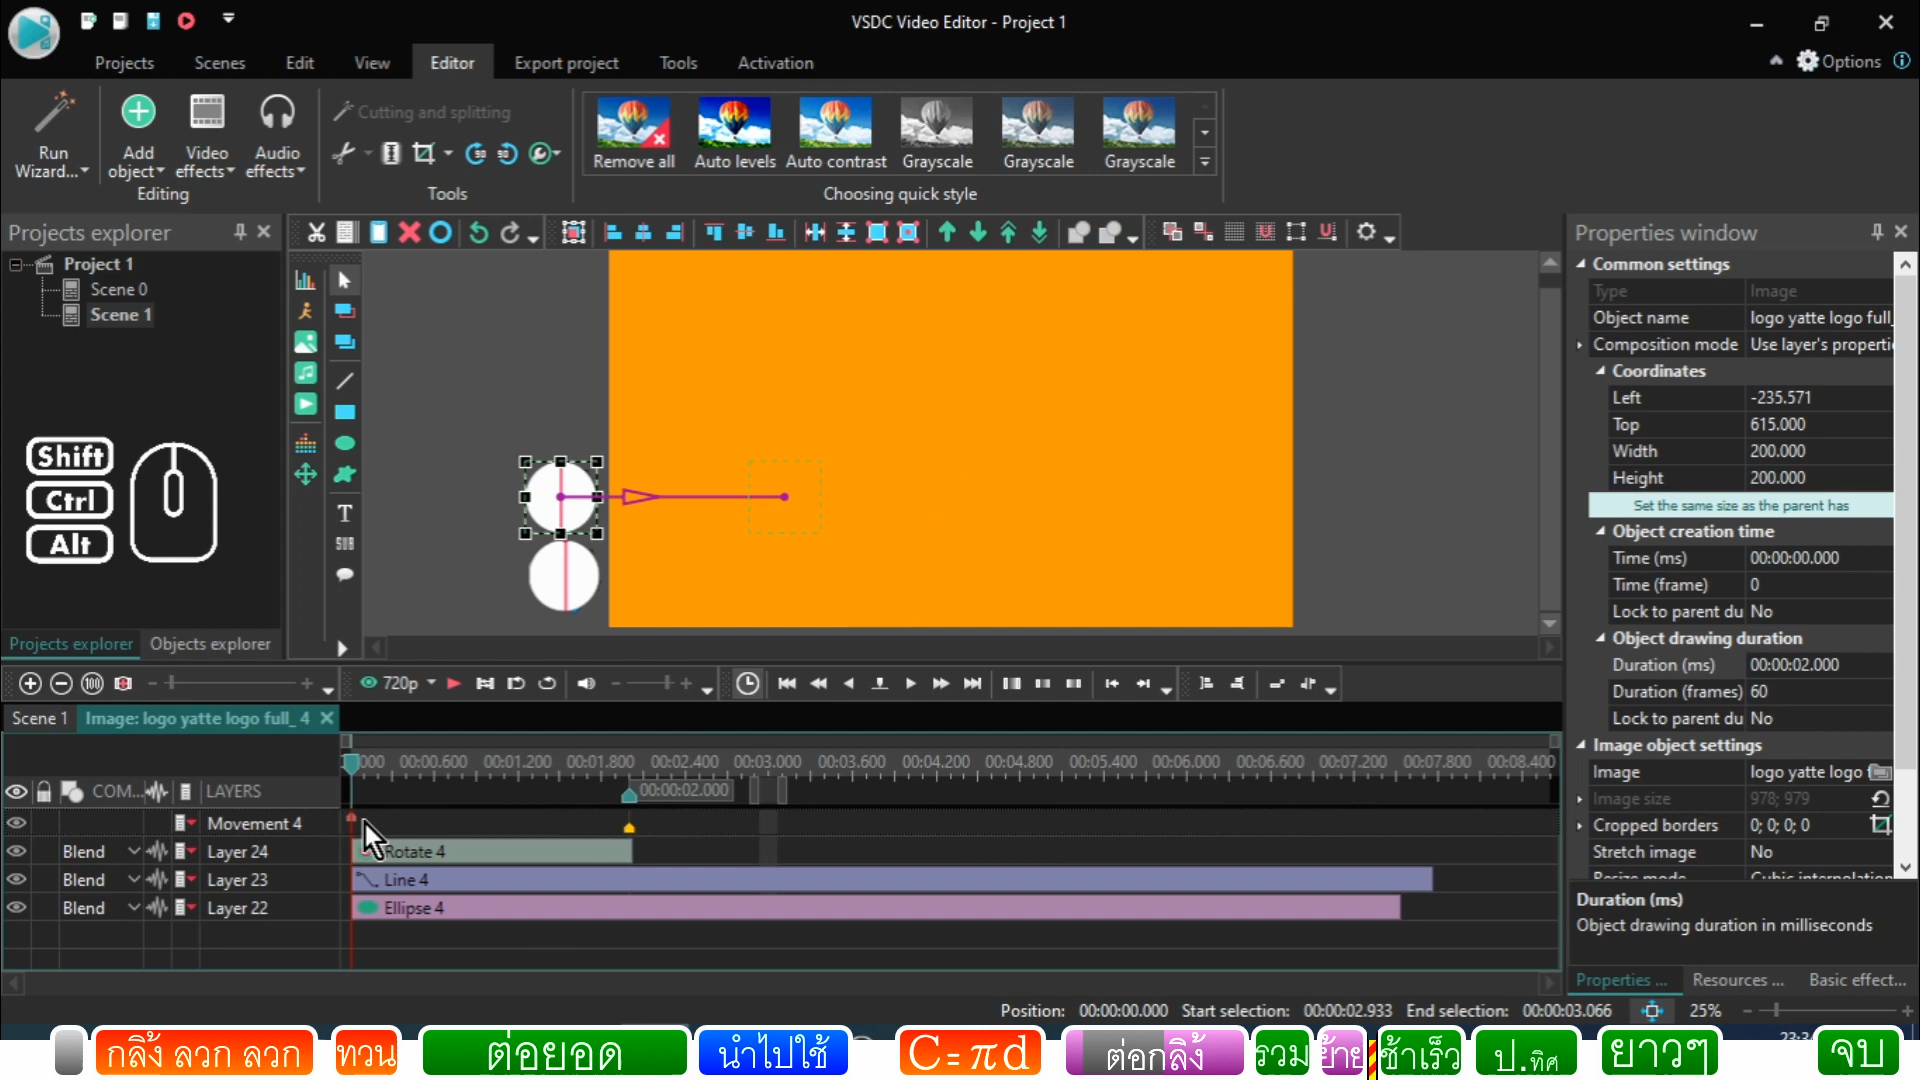 VSDC Video Editor - Project 1
Projects Scenes Edit View Editor Export project Tools Activation
Options
Run Wizard...
Add object
Video effects
Audio effects
Editing
Cutting and splitting
Tools
Remove all
Auto levels
Auto contrast
Grayscale
Grayscale
Grayscale
Choosing quick style
Projects explorer
Project 1
Scene 0
Scene 1
Shift
Ctrl
Alt
Projects explorer Objects explorer
T
SUB
Properties window
Common settings
Type Image
Object name logo yatte logo full_
Composition mode Use layer's properti
Coordinates
Left -235.571
Top 615.000
Width 200.000
Height 200.000
Set the same size as the parent has
Object creation time
Time (ms) 00:00:00.000
Time (frame) 0
Lock to parent du No
Object drawing duration
Duration (ms) 00:00:02.000
Duration (frames) 60
Lock to parent du No
Image object settings
Image logo yatte logo
Image size 978; 979
Cropped borders 0; 0; 0; 0
Stretch image No
Resize mode Cubic interpolation
Duration (ms)
Object drawing duration in milliseconds
Properties ... Resources ... Basic effect...
720p
Scene 1 Image: logo yatte logo full_ 4
000 00:00.600 00:01.200 00:01.800 00:02.400 00:03.000 00:03.600 00:04.200 00:04.800 00:05.400 00:06.000 00:06.600 00:07.200 00:07.800 00:08.400
00:00:02.000
COM... LAYERS
Movement 4
Blend Layer 24 Rotate 4
Blend Layer 23 Line 4
Blend Layer 22 Ellipse 4
Position: 00:00:00.000 Start selection: 00:00:02.933 End selection: 00:00:03.066 25%
กลิ้ง ลวก ลวก ทวน ต่อยอด นำไปใช้ C=πd ต่อกลิ้ง รวม ย้าย ช้าเร็ว ป.ทิศ ยาวๆ จบ